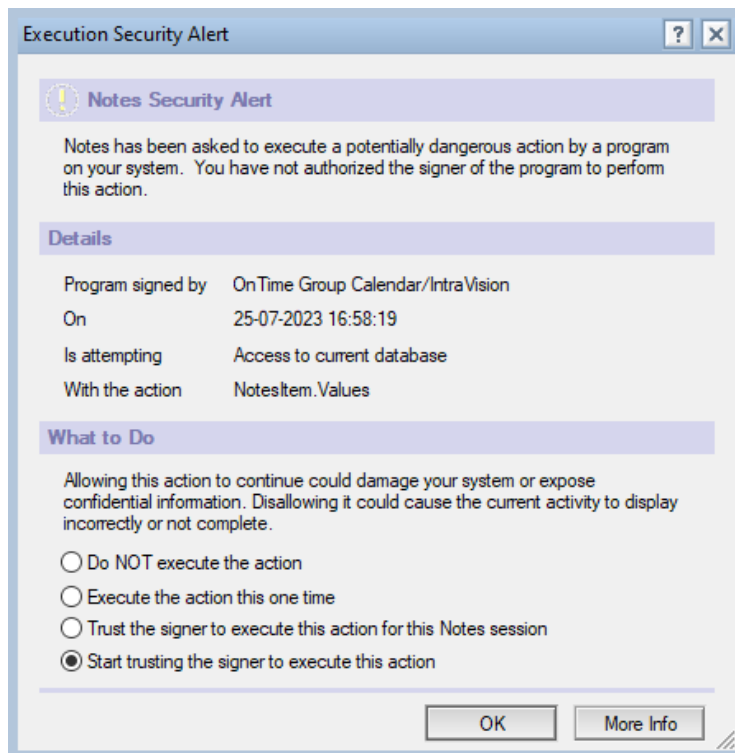 Execution Security Alert
? X
! Notes Security Alert
Notes has been asked to execute a potentially dangerous action by a program
on your system. You have not authorized the signer of the program to perform
this action.
Details
Program signed by OnTime Group Calendar/IntraVision
On 25-07-2023 16:58:19
Is attempting Access to current database
With the action NotesItem.Values
What to Do
Allowing this action to continue could damage your system or expose
confidential information. Disallowing it could cause the current activity to display
incorrectly or not complete.
Do NOT execute the action
Execute the action this one time
Trust the signer to execute this action for this Notes session
Start trusting the signer to execute this action
OK More Info